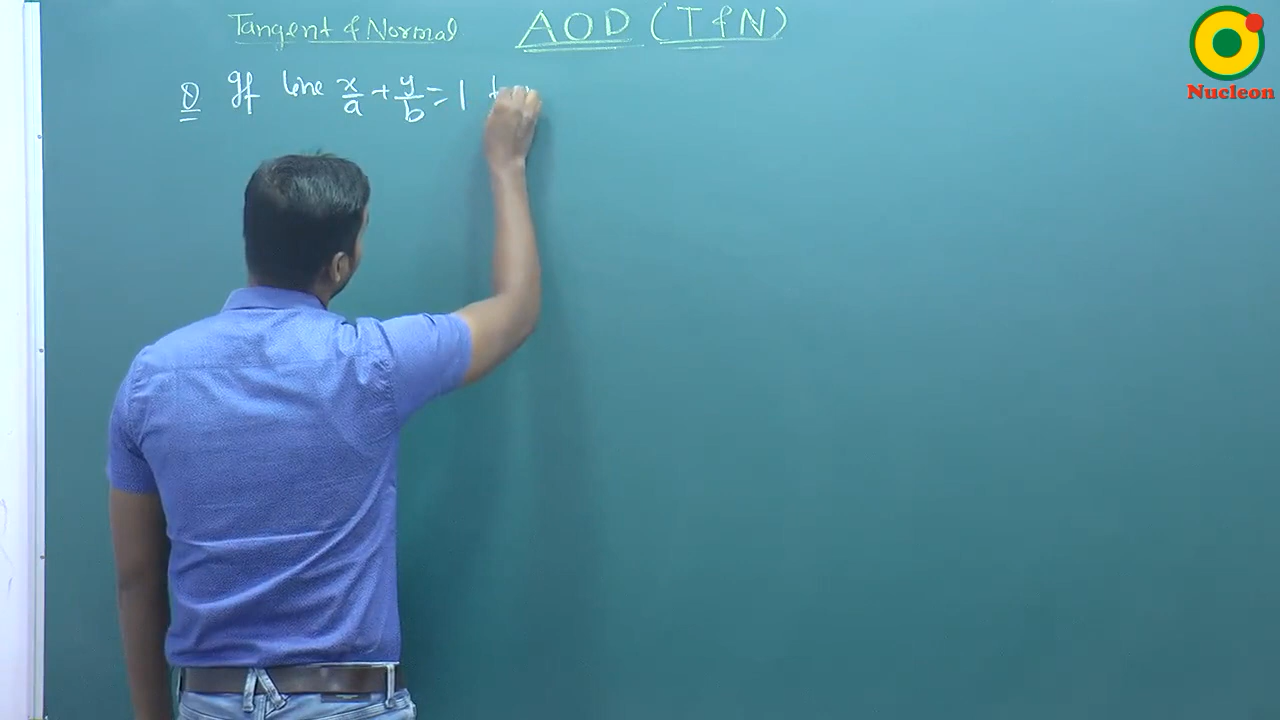 Tangent & Normal AOD (T & N)
Q If line x/a + y/b = 1
Nucleon